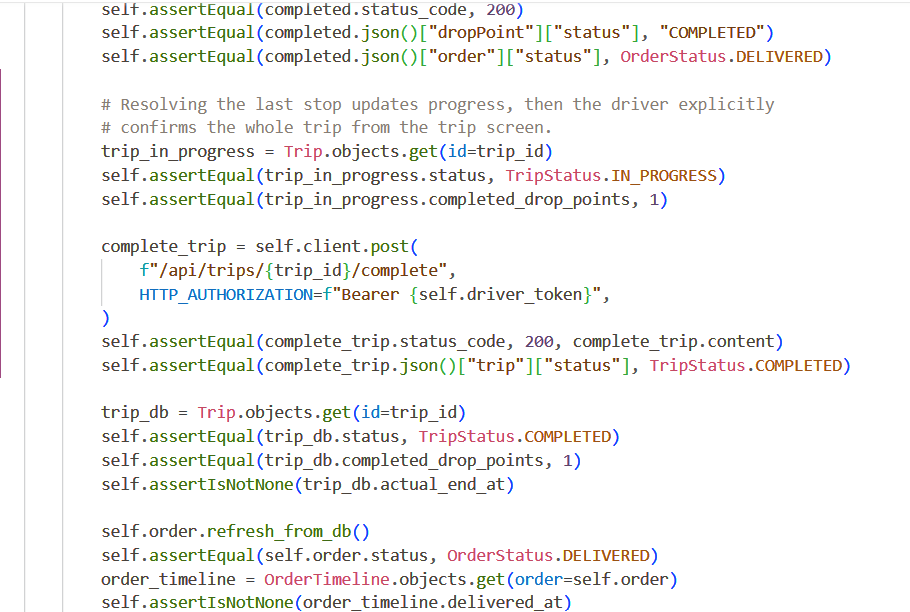 self.assertEqual(completed.status_code, 200)
self.assertEqual(completed.json()["dropPoint"]["status"], "COMPLETED")
self.assertEqual(completed.json()["order"]["status"], OrderStatus.DELIVERED)
# Resolving the last stop updates progress, then the driver explicitly
# confirms the whole trip from the trip screen.
trip_in_progress = Trip.objects.get(id=trip_id)
self.assertEqual(trip_in_progress.status, TripStatus.IN_PROGRESS)
self.assertEqual(trip_in_progress.completed_drop_points, 1)
complete_trip = self.client.post(
f"/api/trips/{trip_id}/complete",
HTTP_AUTHORIZATION=f"Bearer {self.driver_token}",
)
self.assertEqual(complete_trip.status_code, 200, complete_trip.content)
self.assertEqual(complete_trip.json()["trip"]["status"], TripStatus.COMPLETED)
trip_db = Trip.objects.get(id=trip_id)
self.assertEqual(trip_db.status, TripStatus.COMPLETED)
self.assertEqual(trip_db.completed_drop_points, 1)
self.assertIsNotNone(trip_db.actual_end_at)
self.order.refresh_from_db()
self.assertEqual(self.order.status, OrderStatus.DELIVERED)
order_timeline = OrderTimeline.objects.get(order=self.order)
self.assertIsNotNone(order_timeline.delivered_at)